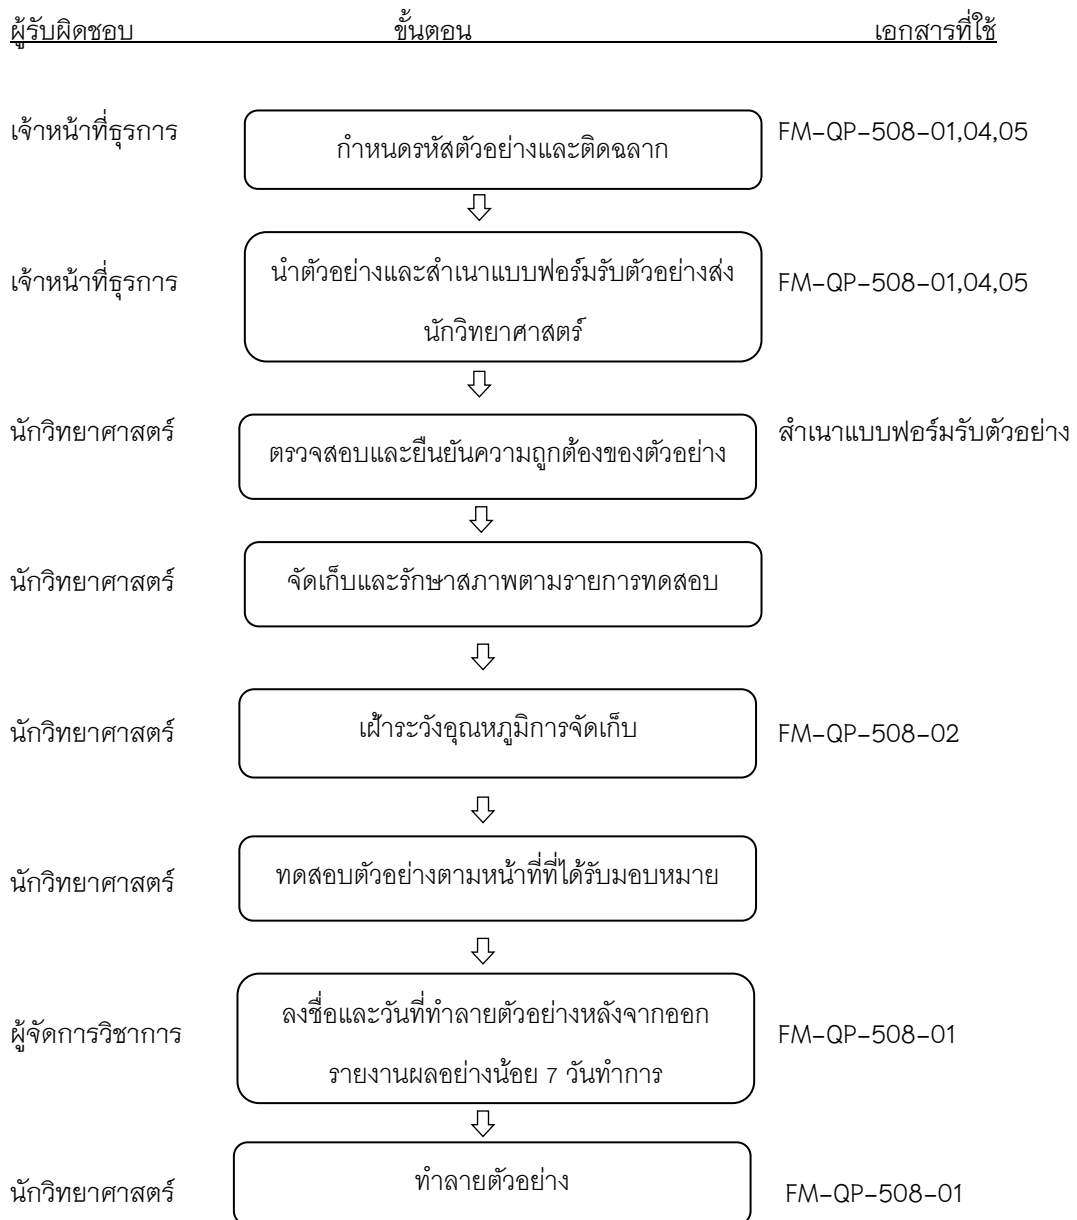 ผู้รับผิดชอบ ขั้นตอน เอกสารที่ใช้
เจ้าหน้าที่ธุรการ กำหนดรหัสตัวอย่างและติดฉลาก FM-QP-508-01,04,05
เจ้าหน้าที่ธุรการ นำตัวอย่างและสำเนาแบบฟอร์มรับตัวอย่างส่ง FM-QP-508-01,04,05
นักวิทยาศาสตร์
นักวิทยาศาสตร์ ตรวจสอบและยืนยันความถูกต้องของตัวอย่าง สำเนาแบบฟอร์มรับตัวอย่าง
นักวิทยาศาสตร์ จัดเก็บและรักษาสภาพตามรายการทดสอบ
นักวิทยาศาสตร์ เฝ้าระวังอุณหภูมิการจัดเก็บ FM-QP-508-02
นักวิทยาศาสตร์ ทดสอบตัวอย่างตามหน้าที่ที่ได้รับมอบหมาย
ผู้จัดการวิชาการ ลงชื่อและวันที่ทำลายตัวอย่างหลังจากออก FM-QP-508-01
รายงานผลอย่างน้อย 7 วันทำการ
นักวิทยาศาสตร์ ทำลายตัวอย่าง FM-QP-508-01